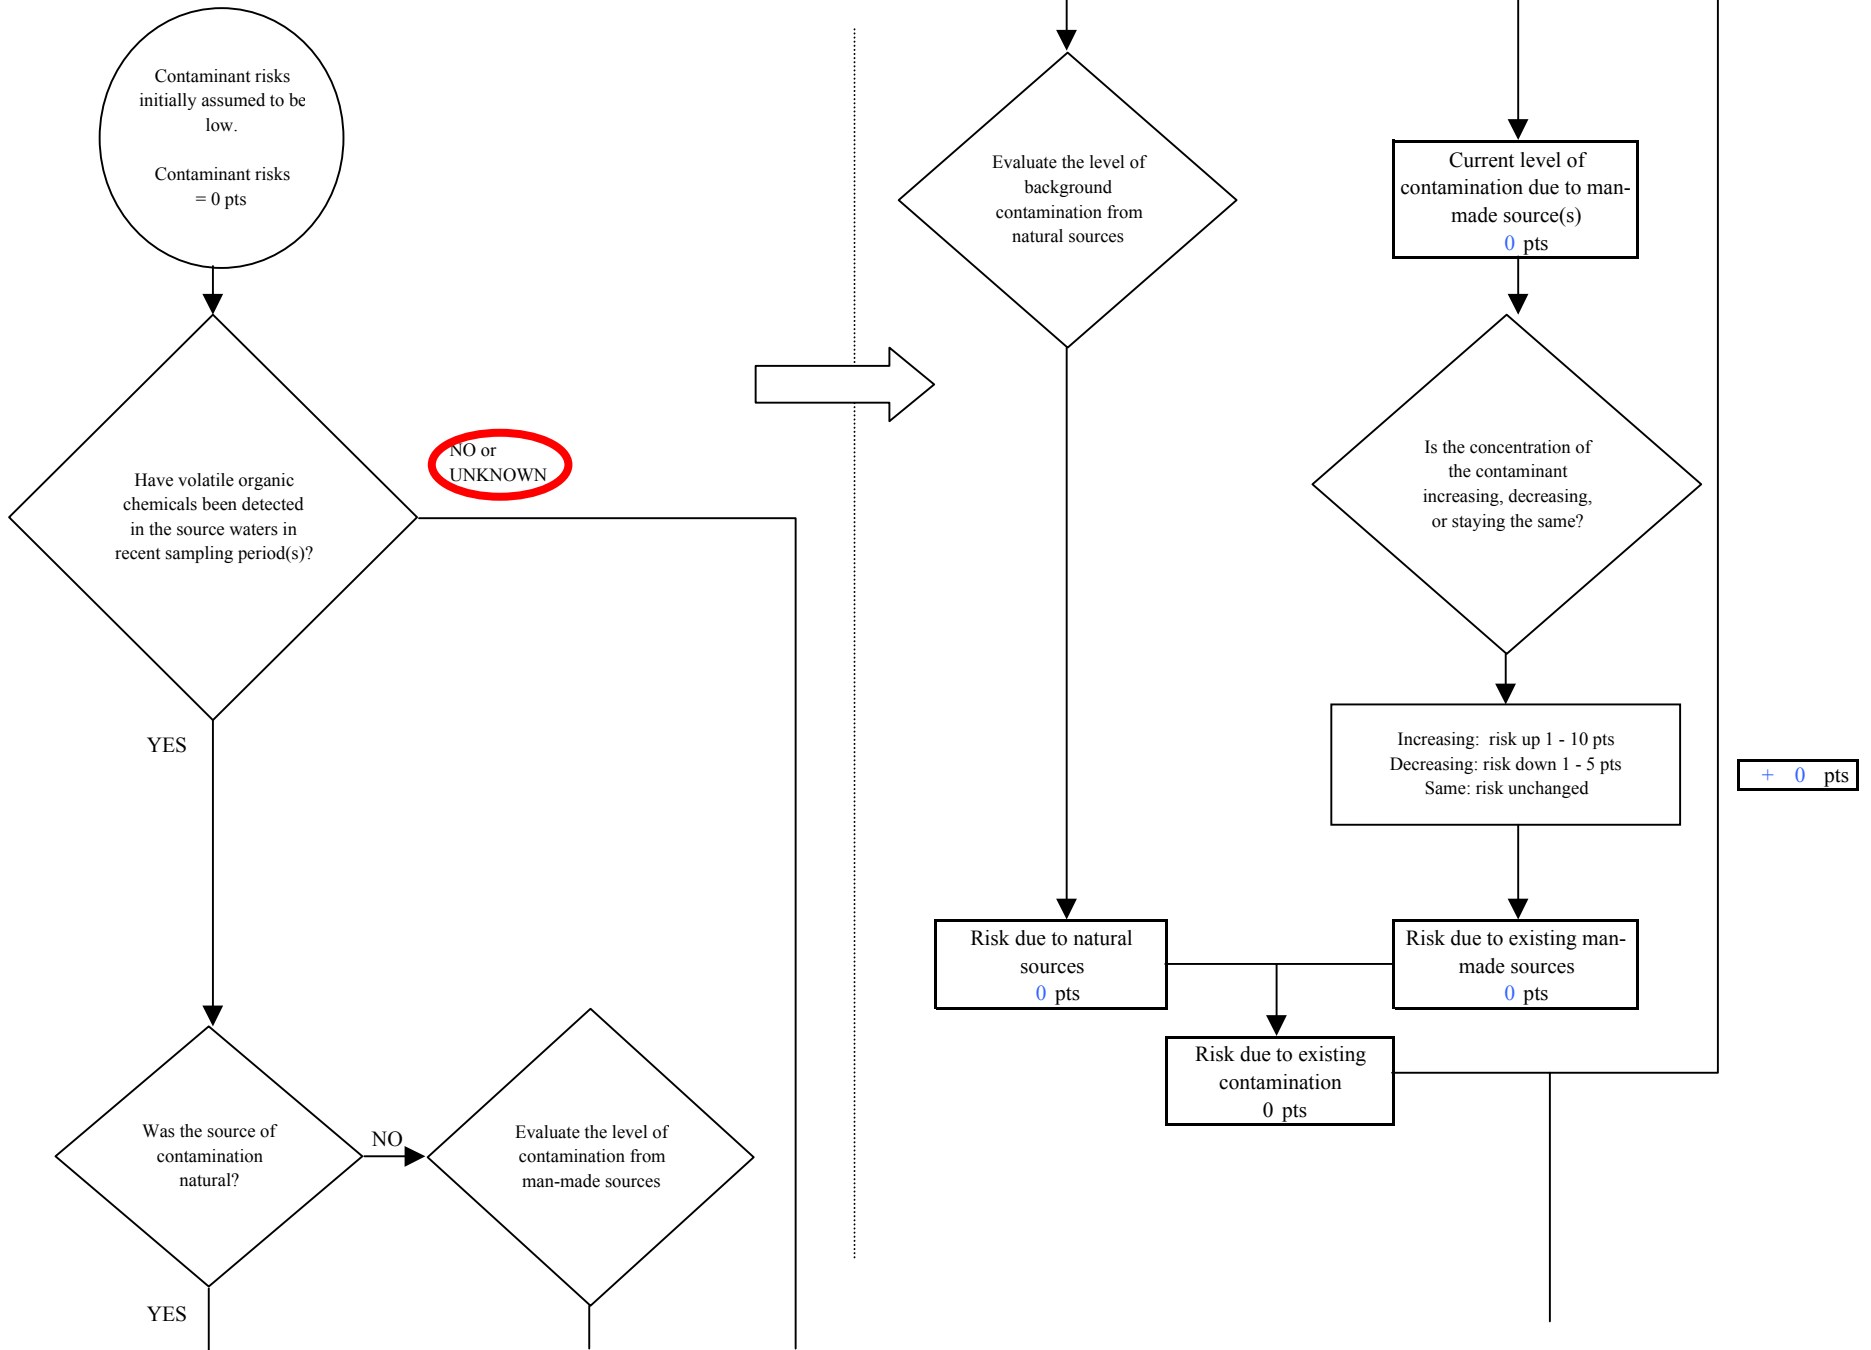 Contaminant risks
initially assumed to be
low.
Contaminant risks
= 0 pts
Have volatile organic
chemicals been detected
in the source waters in
recent sampling period(s)?
NO or
UNKNOWN
YES
Was the source of
contamination
natural?
NO
Evaluate the level of
contamination from
man-made sources
YES
Evaluate the level of
background
contamination from
natural sources
Current level of
contamination due to man-
made source(s)
0 pts
Is the concentration of
the contaminant
increasing, decreasing,
or staying the same?
Increasing: risk up 1 - 10 pts
Decreasing: risk down 1 - 5 pts
Same: risk unchanged
+ 0 pts
Risk due to natural
sources
0 pts
Risk due to existing man-
made sources
0 pts
Risk due to existing
contamination
0 pts